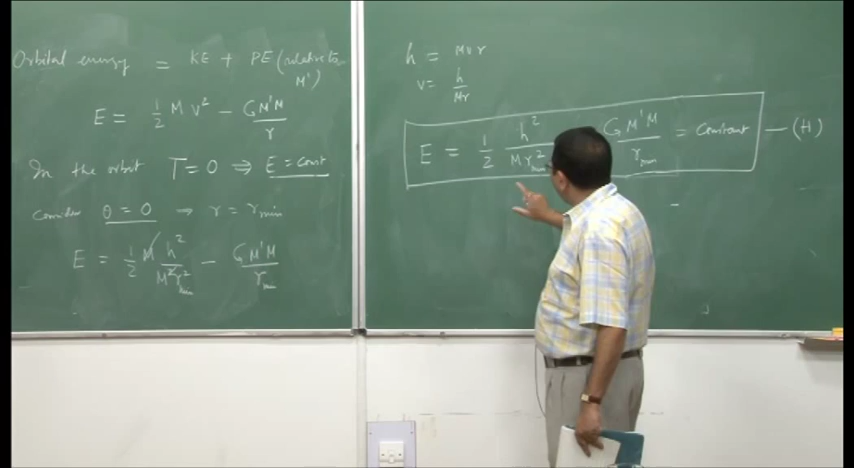 Orbital energy = KE + PE (relative to M')
E = 1/2 M v² - GM'M/r
In the orbit T=0 ⇒ E = Const
Consider θ = 0 → r = r_min
E = 1/2 M h²/M²r²_min - GM'M/r_min
h = Mvr
v = h/Mr
E = 1/2 h²/Mr²_min GM'M/r_min = Constant — (H)